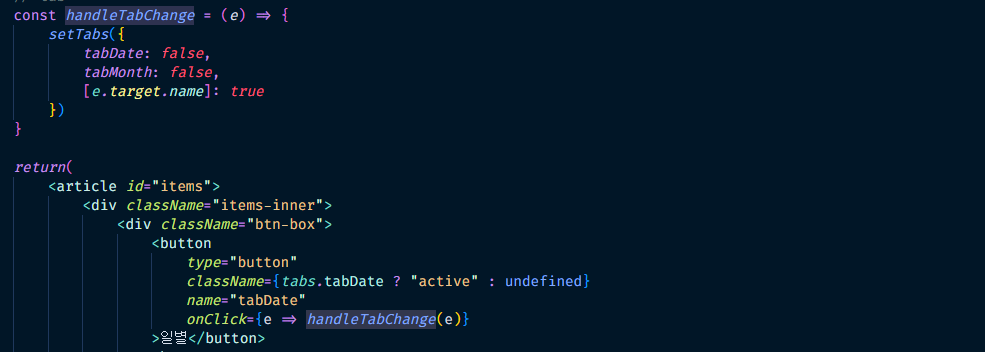 const handleTabChange = (e) => {
    setTabs({
        tabDate: false,
        tabMonth: false,
        [e.target.name]: true
    })
}
return(
    <article id="items">
        <div className="items-inner">
            <div className="btn-box">
                <button
                    type="button"
                    className={tabs.tabDate ? "active" : undefined}
                    name="tabDate"
                    onClick={e => handleTabChange(e)}
                >일별</button>